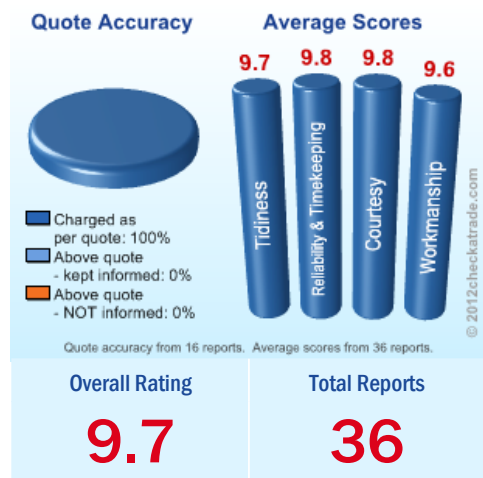 Quote Accuracy
Charged as
per quote: 100%
Above quote
- kept informed: 0%
Above quote
- NOT informed: 0%
Average Scores
9.7
9.8
9.8
9.6
Tidiness
Reliability & Timekeeping
Courtesy
Workmanship
© 2012checkatrade.com
Quote accuracy from 16 reports. Average scores from 36 reports.
Overall Rating
9.7
Total Reports
36